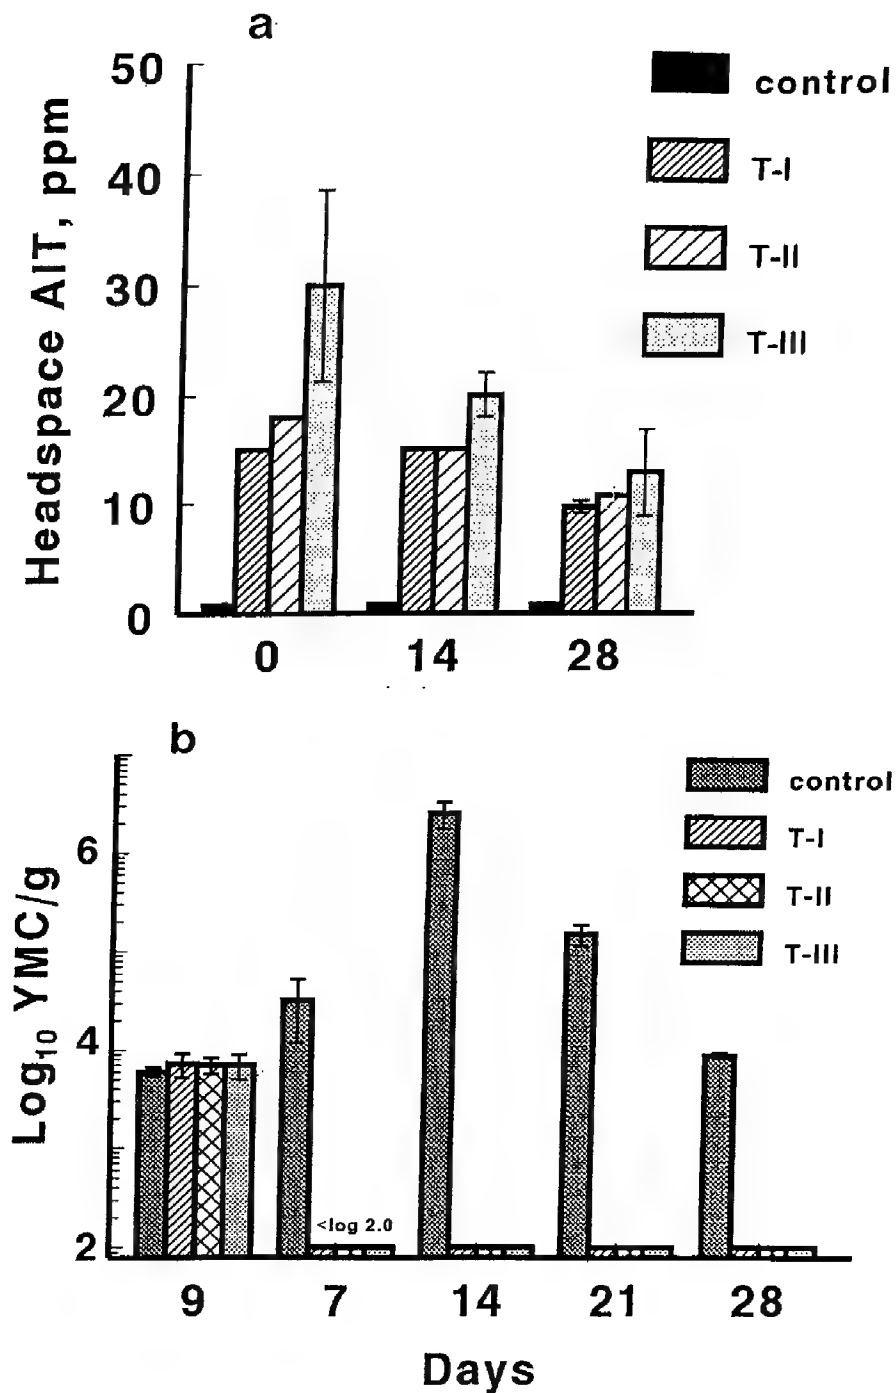 a
Headspace AIT, ppm
50
40
30
20
10
0
0 14 28
control
T-I
T-II
T-III
b
Log₁₀ YMC/g
6
4
2
<log 2.0
9 7 14 21 28
Days
control
T-I
T-II
T-III